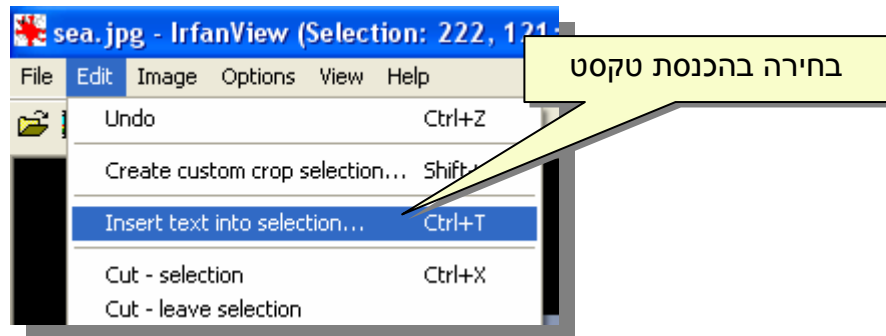 sea.jpg - IrfanView (Selection: 222, 121
File Edit Image Options View Help
בחירה בהכנסת טקסט
Undo Ctrl+Z
Create custom crop selection... Shift+
Insert text into selection... Ctrl+T
Cut - selection Ctrl+X
Cut - leave selection